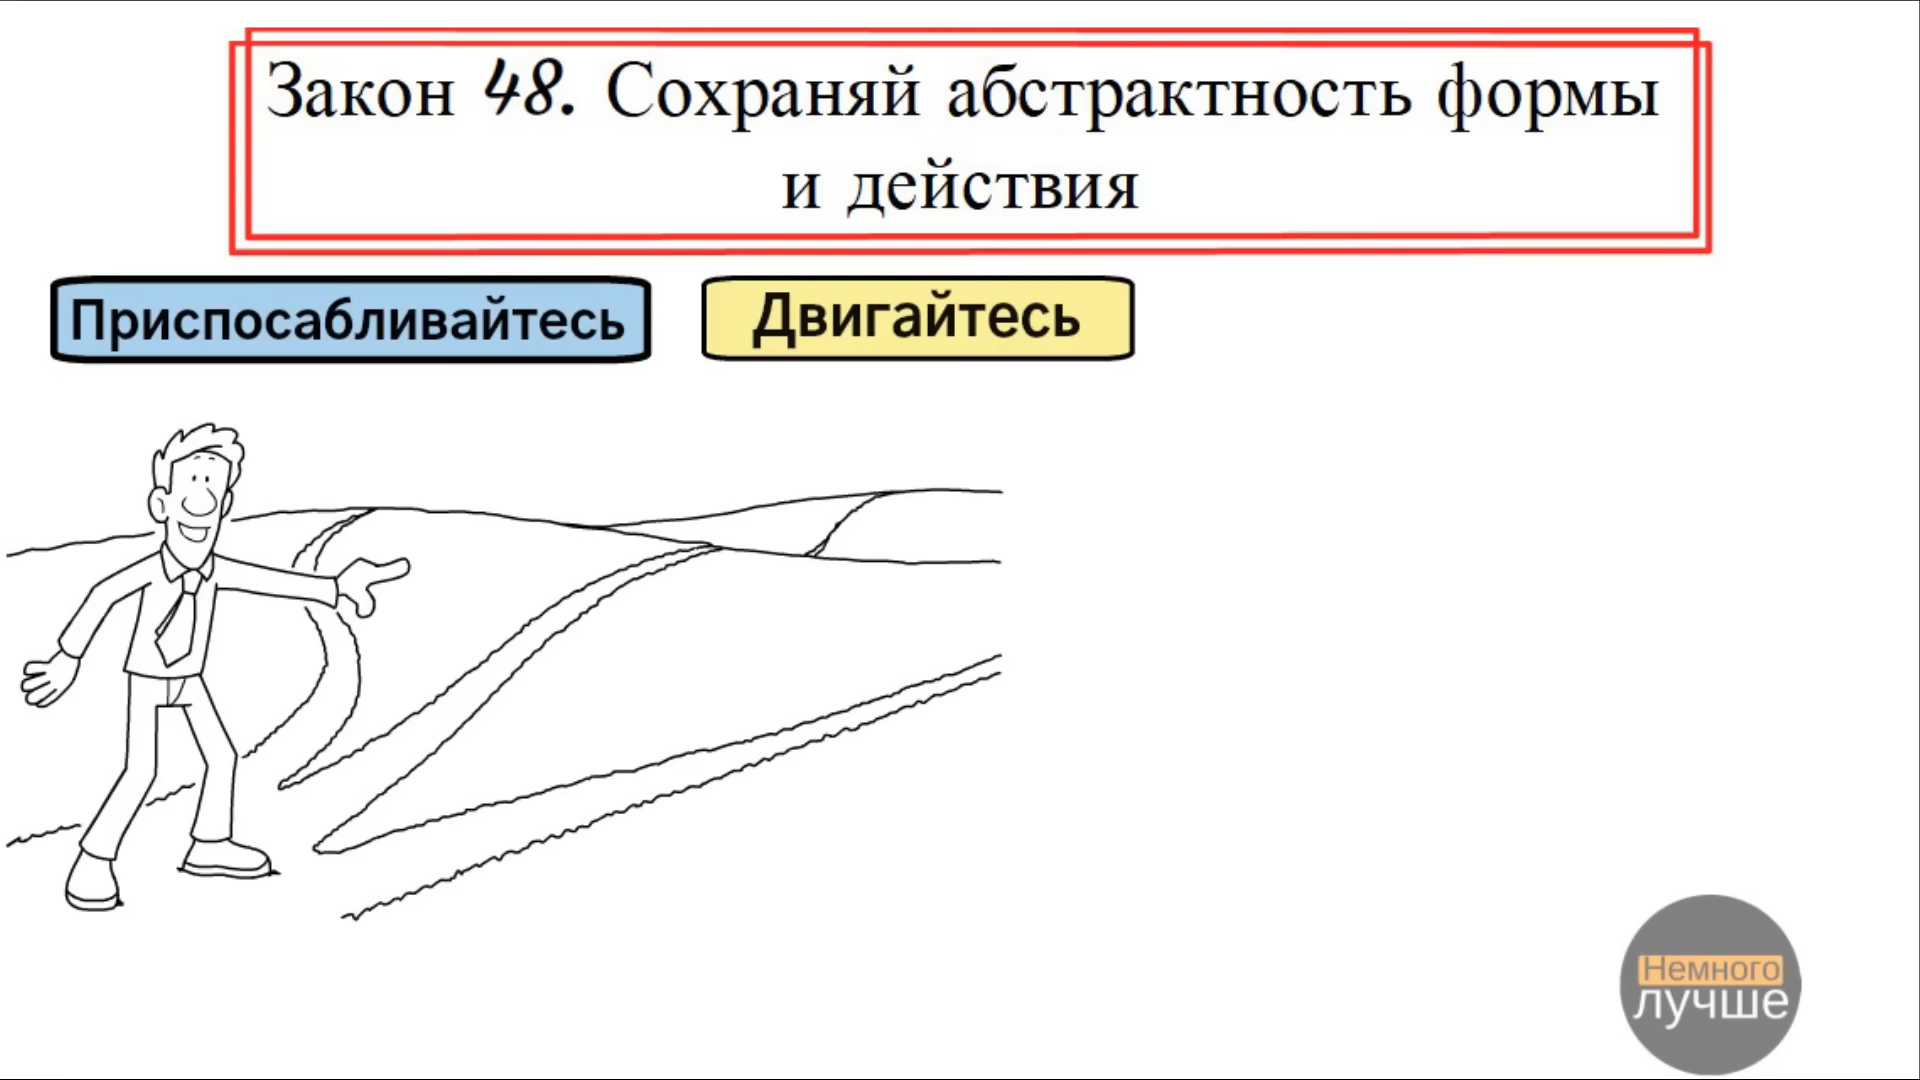 Закон 48. Сохраняй абстрактность формы
и действия
Приспосабливайтесь
Двигайтесь
Немного
лучше